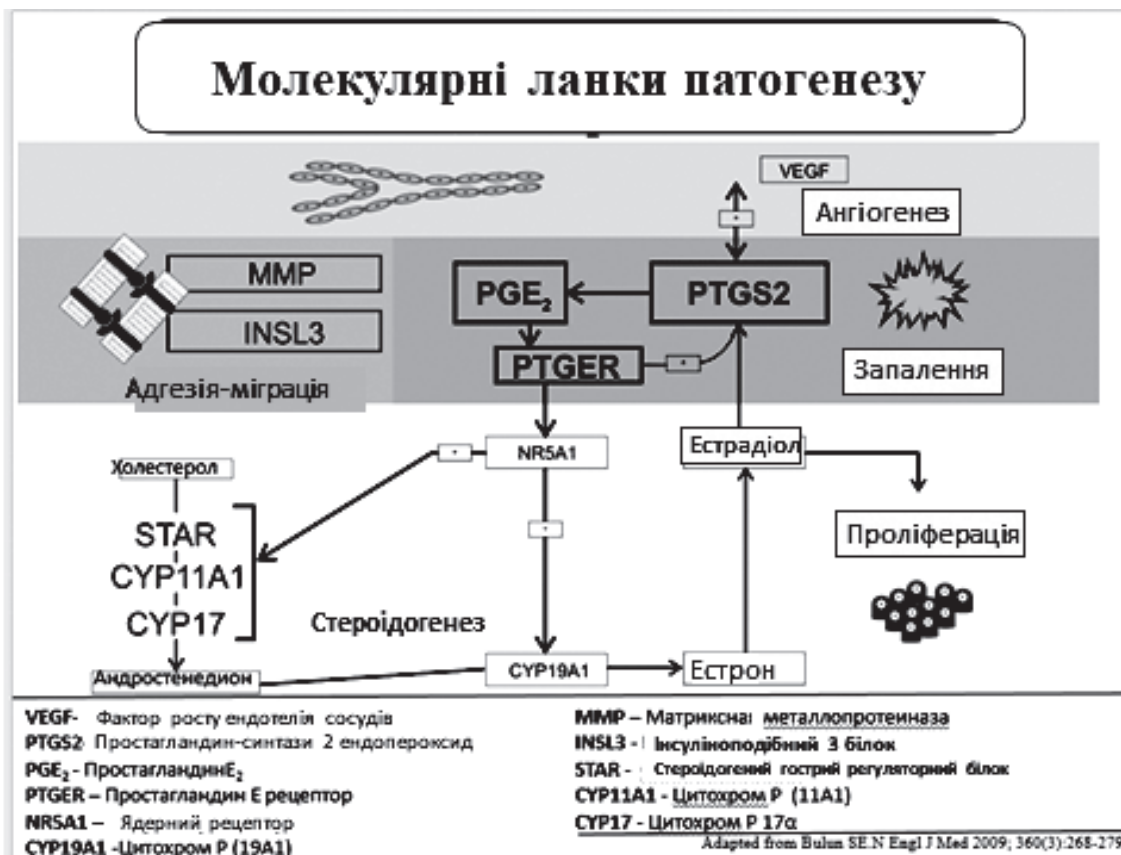 Молекулярні ланки патогенезу
VEGF
Ангіогенез
MMP
INSL3
Адгезія-міграція
PGE₂
PTGS2
PTGER
Запалення
NR5A1
Естрадіол
Холестерол
STAR
CYP11A1
CYP17
Проліферація
Стероідогенез
Андростенедион
CYP19A1
Естрон
VEGF- Фактор росту ендотелія сосудів
PTGS2 Простагландин-синтази 2 ендопероксид
PGE₂ - ПростагландинE₂
PTGER – Простагландин E рецептор
NR5A1 – Ядерний рецептор
CYP19A1 -Цитохром P (19A1)
MMP – Матриксна металлопротеиназа
INSL3 - Інсуліноподібний 3 білок
STAR - Стероідогений гострий регуляторний білок
CYP11A1 - Цитохром P (11A1)
CYP17 - Цитохром P 17α
Adapted from Bulun SE.N Engl J Med 2009; 360(3):268-279